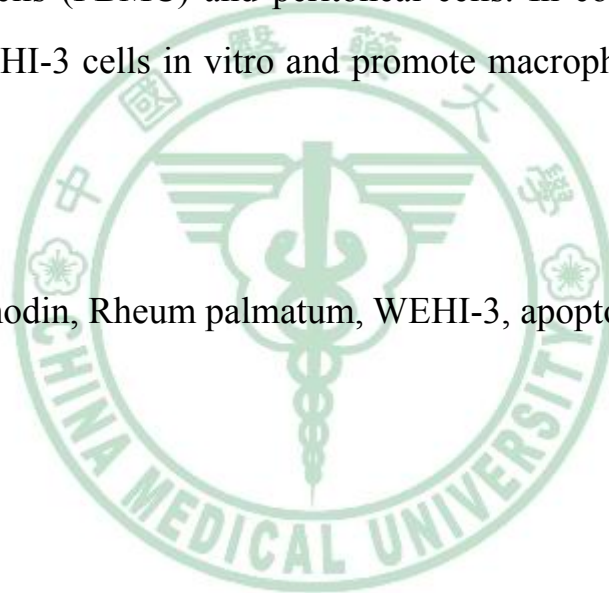 cells (PBMC) and peritoneal cells. In co
HI-3 cells in vitro and promote macroph
odin, Rheum palmatum, WEHI-3, apopto
中國醫藥大學
CHINA MEDICAL UNIVERSITY